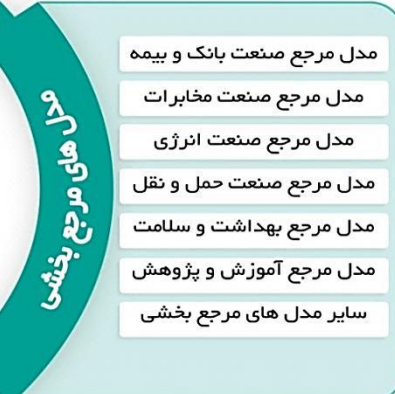 مدل های مرجع بخشی
مدل مرجع صنعت بانک و بیمه
مدل مرجع صنعت مخابرات
مدل مرجع صنعت انرژی
مدل مرجع صنعت حمل و نقل
مدل مرجع بهداشت و سلامت
مدل مرجع آموزش و پژوهش
سایر مدل های مرجع بخشی